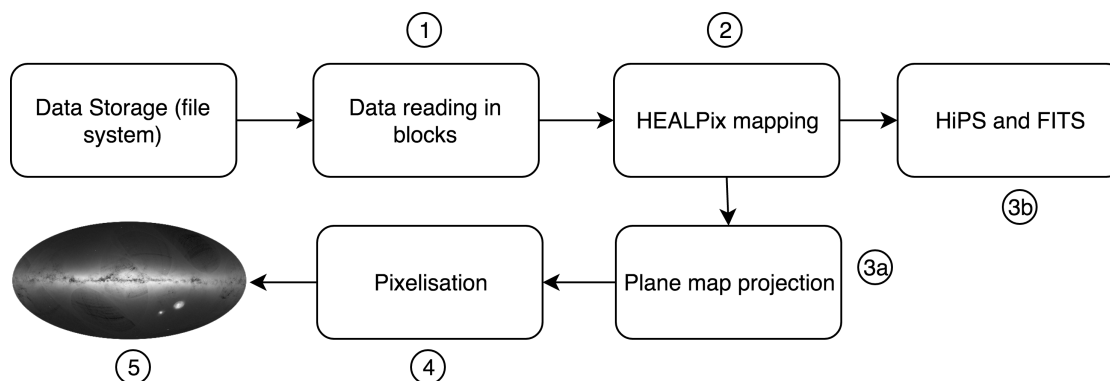 1
2
Data Storage (file
system)
Data reading in
blocks
HEALPix mapping
HiPS and FITS
3b
3a
Pixelisation
Plane map projection
5
4